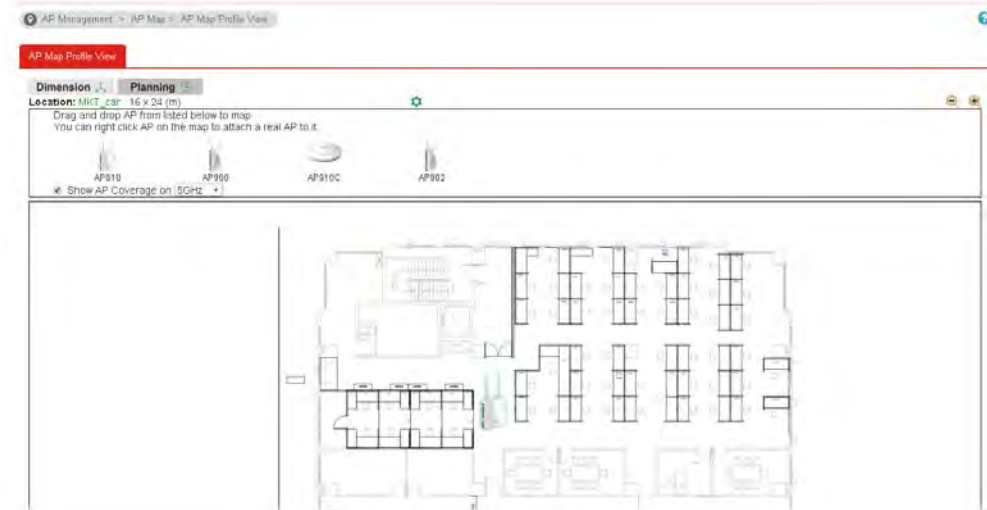 AP Management > AP Map > AP Map Profile View
AP Map Profile View
Dimension Planning
Location: MKT_car 16 x 24 (m)
Drag and drop AP from listed below to map
You can right click AP on the map to attach a real AP to it.
AP810 AP900 AP910C AP902
Show AP Coverage on 5GHz